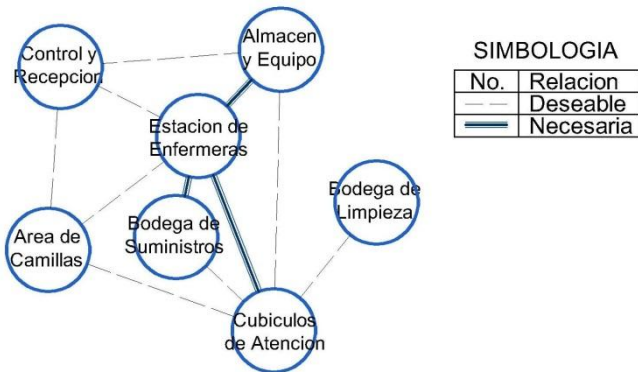 Control y
Recepcion
Almacen
y Equipo
Estacion de
Enfermeras
Bodega de
Limpieza
Area de
Camillas
Bodega de
Suministros
Cubiculos
de Atencion
SIMBOLOGIA
No. Relacion
Deseable
Necesaria